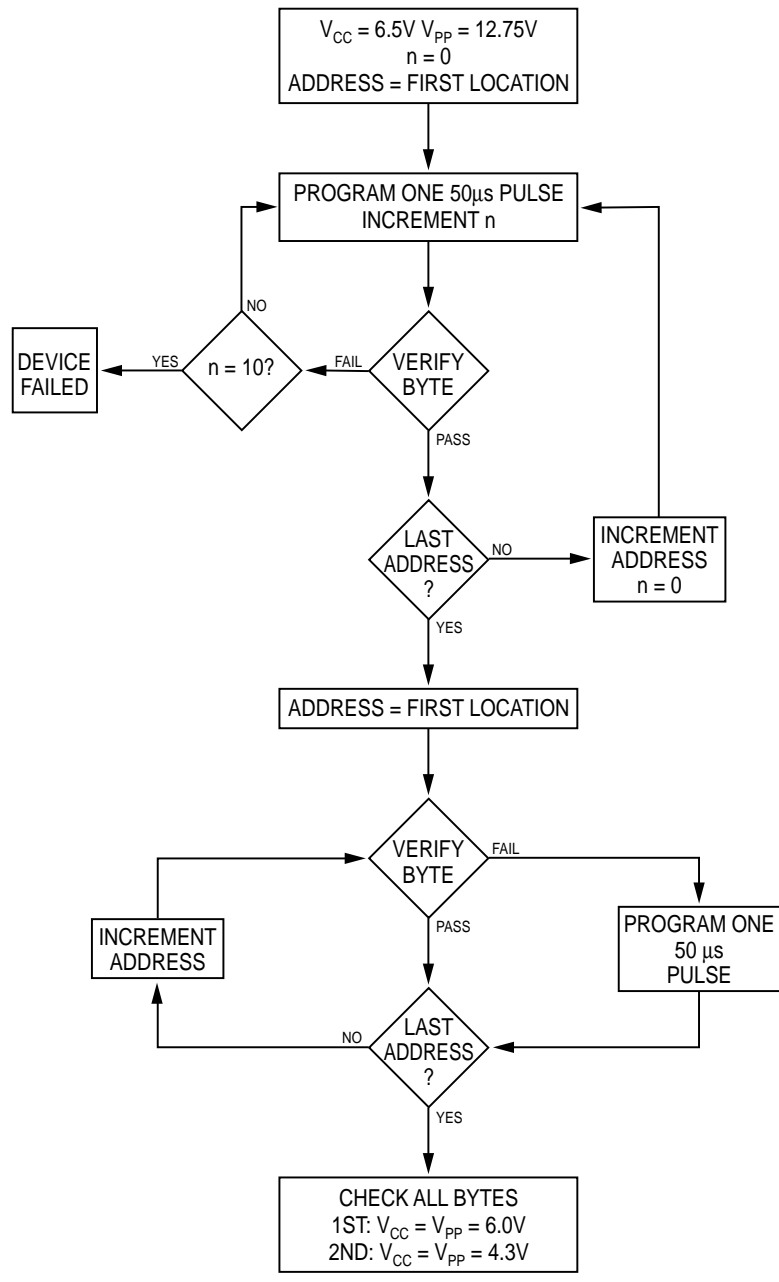 V_CC = 6.5V V_PP = 12.75V
n = 0
ADDRESS = FIRST LOCATION
PROGRAM ONE 50μs PULSE
INCREMENT n
NO
DEVICE
FAILED
YES
n = 10?
FAIL
VERIFY
BYTE
PASS
LAST
ADDRESS
?
NO
INCREMENT
ADDRESS
n = 0
YES
ADDRESS = FIRST LOCATION
VERIFY
BYTE
FAIL
PASS
INCREMENT
ADDRESS
PROGRAM ONE
50 μs
PULSE
NO
LAST
ADDRESS
?
YES
CHECK ALL BYTES
1ST: V_CC = V_PP = 6.0V
2ND: V_CC = V_PP = 4.3V